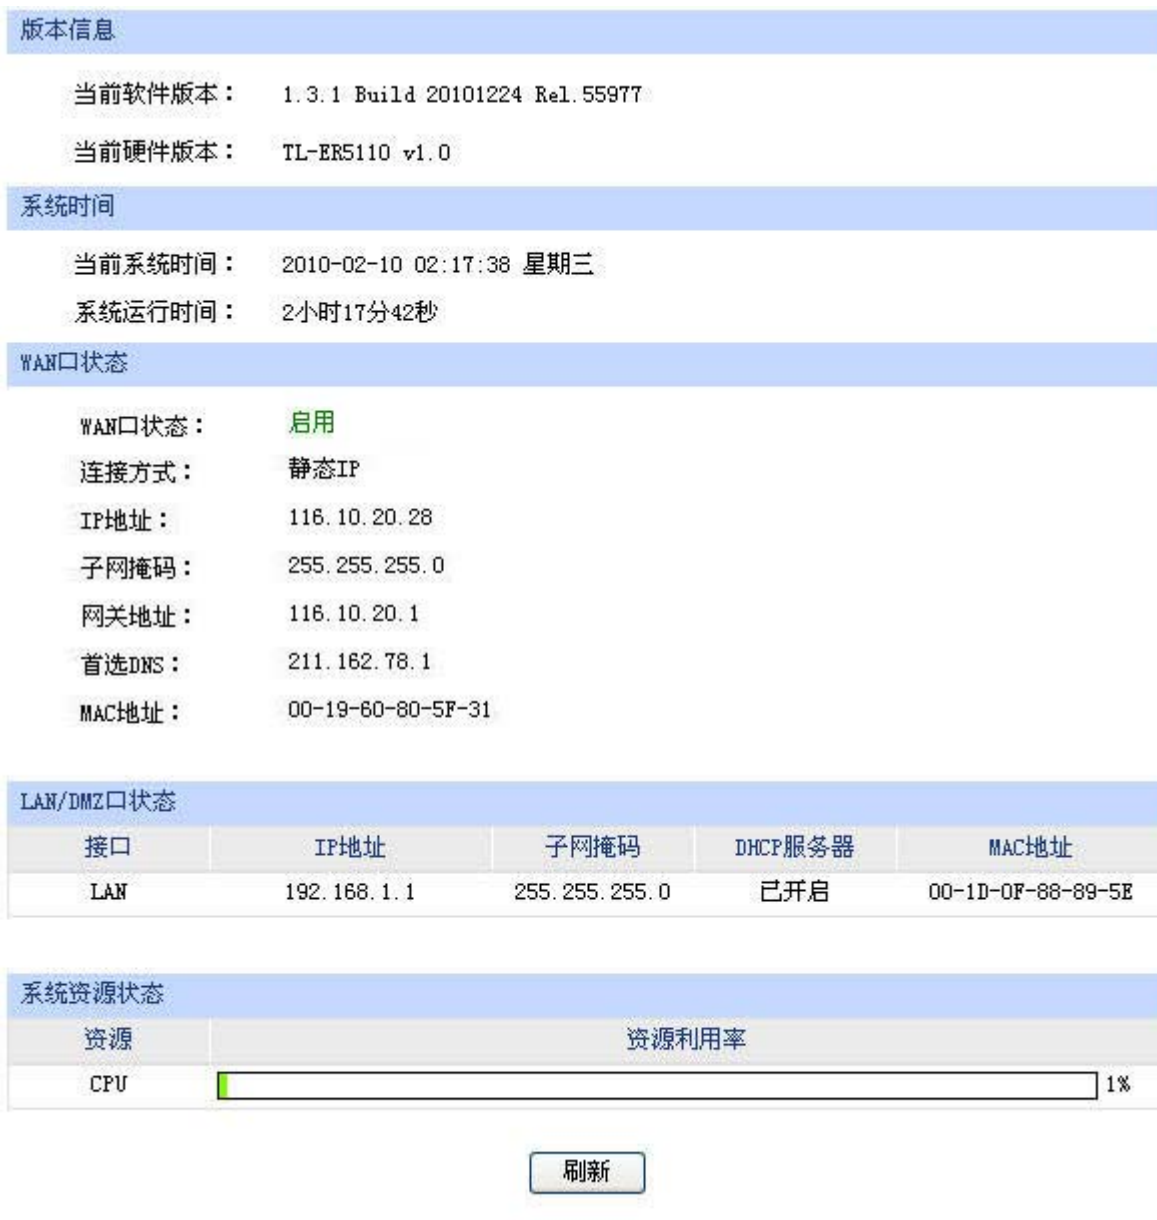 版本信息
当前软件版本： 1.3.1 Build 20101224 Rel.55977
当前硬件版本： TL-ER5110 v1.0
系统时间
当前系统时间： 2010-02-10 02:17:38 星期三
系统运行时间： 2小时17分42秒
WAN口状态
WAN口状态： 启用
连接方式： 静态IP
IP地址： 116.10.20.28
子网掩码： 255.255.255.0
网关地址： 116.10.20.1
首选DNS： 211.162.78.1
MAC地址： 00-19-60-80-5F-31
LAN/DMZ口状态
接口 IP地址 子网掩码 DHCP服务器 MAC地址
LAN 192.168.1.1 255.255.255.0 已开启 00-1D-0F-88-89-5E
系统资源状态
资源 资源利用率
CPU 1%
刷新